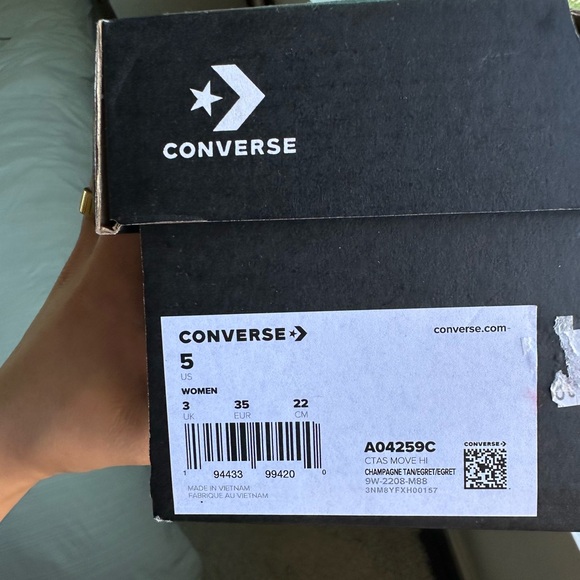 CONVERSE
CONVERSE
converse.com
5
US
WOMEN
3 35 22
UK EUR CM
1 94433 99420 0
MADE IN VIETNAM
FABRIQUE AU VIETNAM
A04259C
CTAS MOVE HI
CHAMPAGNE TAN/EGRET/EGRET
9W-2208-M88
3NM8YFXH00157
CONVERSE